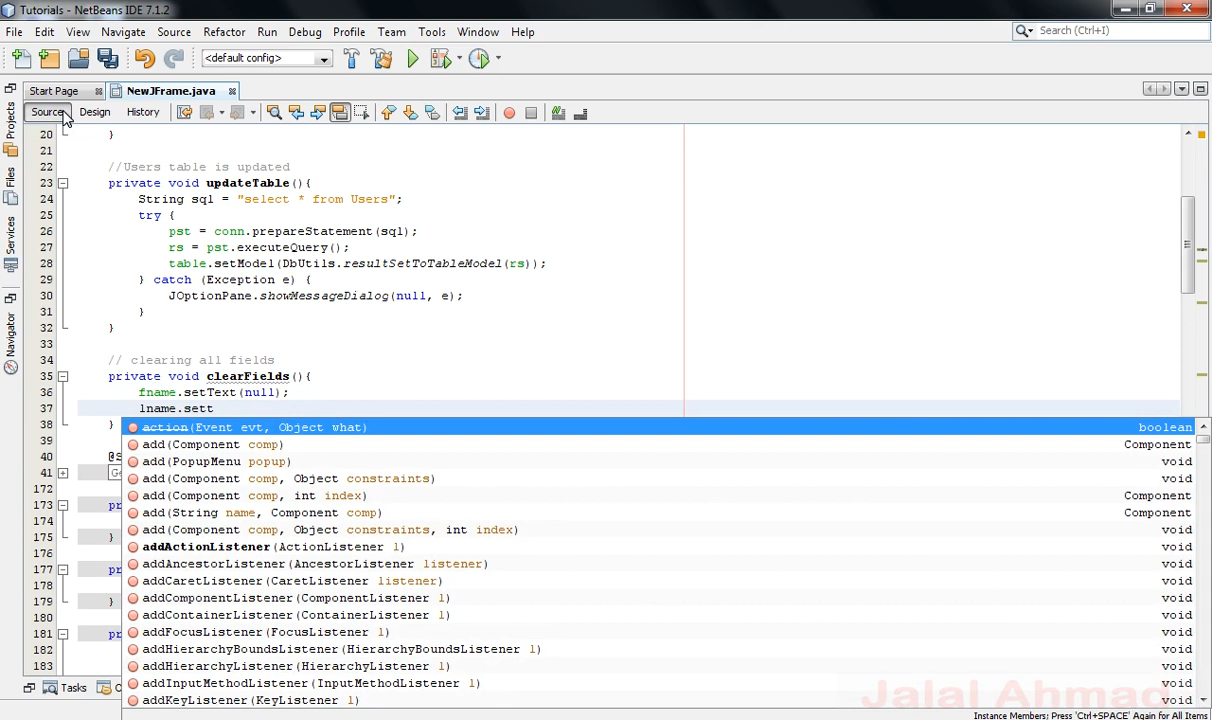 Tutorials - NetBeans IDE 7.1.2
File Edit View Navigate Source Refactor Run Debug Profile Team Tools Window Help
Search (Ctrl+I)
<default config>
Start Page
NewJFrame.java
Source
Design
History
Projects
Files
Services
Navigator
20 }
21
22 //Users table is updated
23 private void updateTable(){
24 String sql = "select * from Users";
25 try {
26 pst = conn.prepareStatement(sql);
27 rs = pst.executeQuery();
28 table.setModel(DbUtils.resultSetToTableModel(rs));
29 } catch (Exception e) {
30 JOptionPane.showMessageDialog(null, e);
31 }
32 }
33
34 // clearing all fields
35 private void clearFields(){
36 fname.setText(null);
37 lname.sett
38 }
39
40 @S
41 Ge
172
173 pr
174
175 }
176
177 pr
178
179 }
180
181 pr
182
183
action(Event evt, Object what) boolean
add(Component comp) Component
add(PopupMenu popup) void
add(Component comp, Object constraints) void
add(Component comp, int index) Component
add(String name, Component comp) Component
add(Component comp, Object constraints, int index) void
addActionListener(ActionListener l) void
addAncestorListener(AncestorListener listener) void
addCaretListener(CaretListener listener) void
addComponentListener(ComponentListener l) void
addContainerListener(ContainerListener l) void
addFocusListener(FocusListener l) void
addHierarchyBoundsListener(HierarchyBoundsListener l) void
addHierarchyListener(HierarchyListener l) void
addInputMethodListener(InputMethodListener l) void
addKeyListener(KeyListener l) void
Tasks
O
Jalal Ahmad
Instance Members; Press 'Ctrl+SPACE' Again for All Items